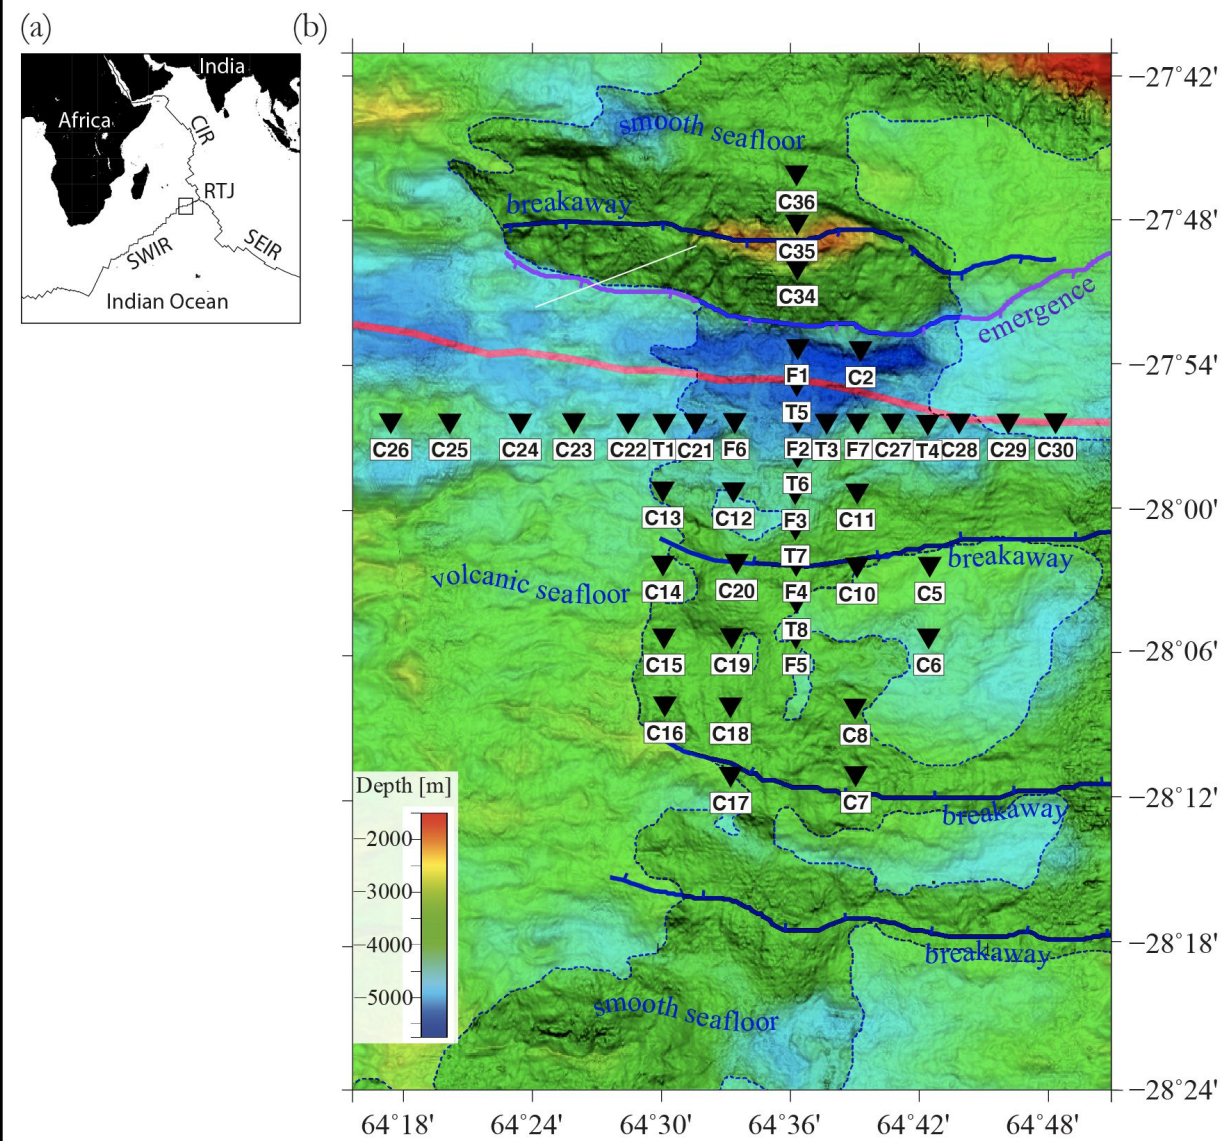 (a)
(b)
India
Africa
CIR
RTJ
SWIR
SEIR
Indian Ocean
smooth seafloor
C36
breakaway
C35
C34
emergence
F1
C2
T5
C26
C25
C24
C23
C22
T1
C21
F6
F2
T3
F7
C27
T4
C28
C29
C30
T6
C13
C12
F3
C11
T7
breakaway
volcanic seafloor
C14
C20
F4
C10
C5
T8
C15
C19
F5
C6
C16
C18
C8
C17
C7
breakaway
breakaway
smooth seafloor
Depth [m]
−2000
−3000
−4000
−5000
−27˚42'
−27˚48'
−27˚54'
−28˚00'
−28˚06'
−28˚12'
−28˚18'
−28˚24'
64˚18'
64˚24'
64˚30'
64˚36'
64˚42'
64˚48'